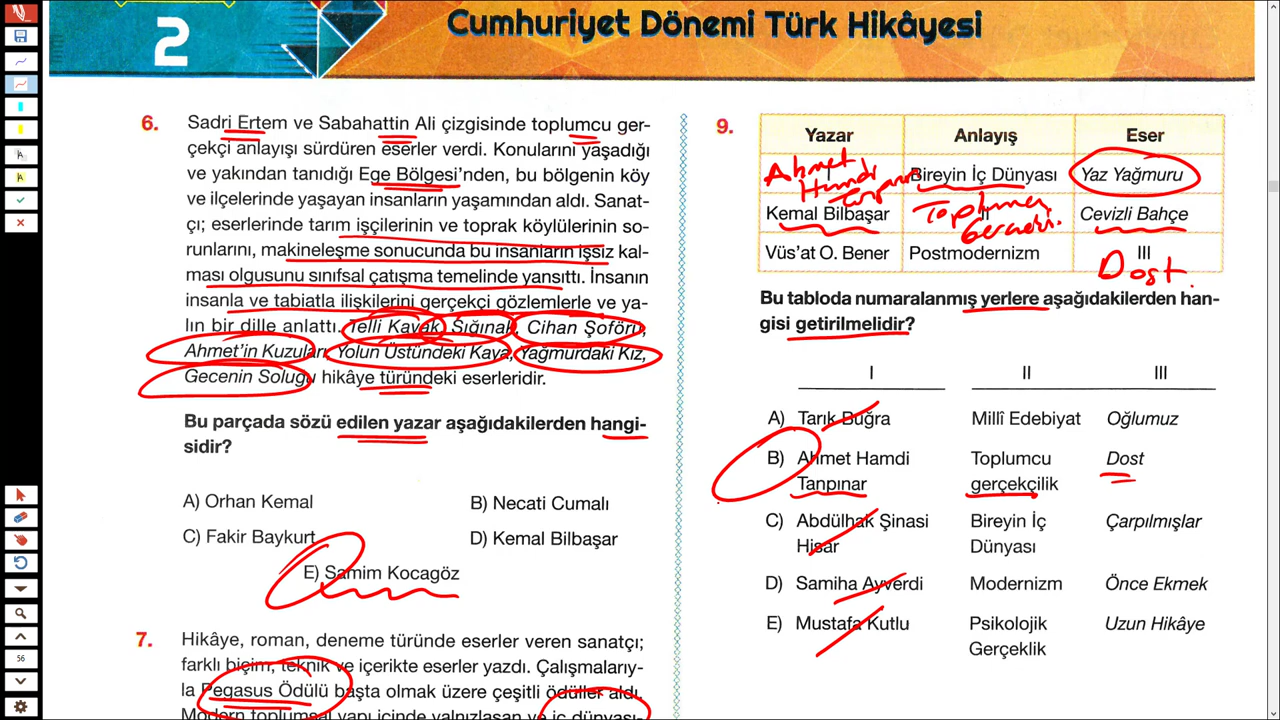 2
Cumhuriyet Dönemi Türk Hikâyesi
6. Sadri Ertem ve Sabahattin Ali çizgisinde toplumcu ger-
çekçi anlayışı sürdüren eserler verdi. Konularını yaşadığı
ve yakından tanıdığı Ege Bölgesi'nden, bu bölgenin köy
ve ilçelerinde yaşayan insanların yaşamından aldı. Sanat-
çı; eserlerinde tarım işçilerinin ve toprak köylülerinin so-
runlarını, makineleşme sonucunda bu insanların işsiz kal-
ması olgusunu sınıfsal çatışma temelinde yansıttı. İnsanın
insanla ve tabiatla ilişkilerini gerçekçi gözlemlerle ve ya-
lın bir dille anlattı. Telli Kavak, Sığınak, Cihan Şoförü,
Ahmet'in Kuzuları, Yolun Üstündeki Kaya, Yağmurdaki Kız,
Gecenin Soluğu hikâye türündeki eserleridir.
Bu parçada sözü edilen yazar aşağıdakilerden hangi-
sidir?
A) Orhan Kemal
B) Necati Cumalı
C) Fakir Baykurt
D) Kemal Bilbaşar
E) Samim Kocagöz
7. Hikâye, roman, deneme türünde eserler veren sanatçı;
farklı biçim, teknik ve içerikte eserler yazdı. Çalışmalarıy-
la Pegasus Ödülü başta olmak üzere çeşitli ödüller aldı.
Modern toplumsal yapı içinde yalnızlaşan ve iç dünyası-
9.
Yazar Anlayış Eser
I Bireyin İç Dünyası Yaz Yağmuru
Ahmet
Hamdi
Tanpınar
Kemal Bilbaşar II Cevizli Bahçe
Toplumcu
Gerçekçi.
Vüs'at O. Bener Postmodernizm III
Dost
Bu tabloda numaralanmış yerlere aşağıdakilerden han-
gisi getirilmelidir?
I II III
A) Tarık Buğra Millî Edebiyat Oğlumuz
B) Ahmet Hamdi Toplumcu Dost
Tanpınar gerçekçilik
C) Abdülhak Şinasi Bireyin İç Çarpılmışlar
Hisar Dünyası
D) Samiha Ayverdi Modernizm Önce Ekmek
E) Mustafa Kutlu Psikolojik Uzun Hikâye
Gerçeklik
56